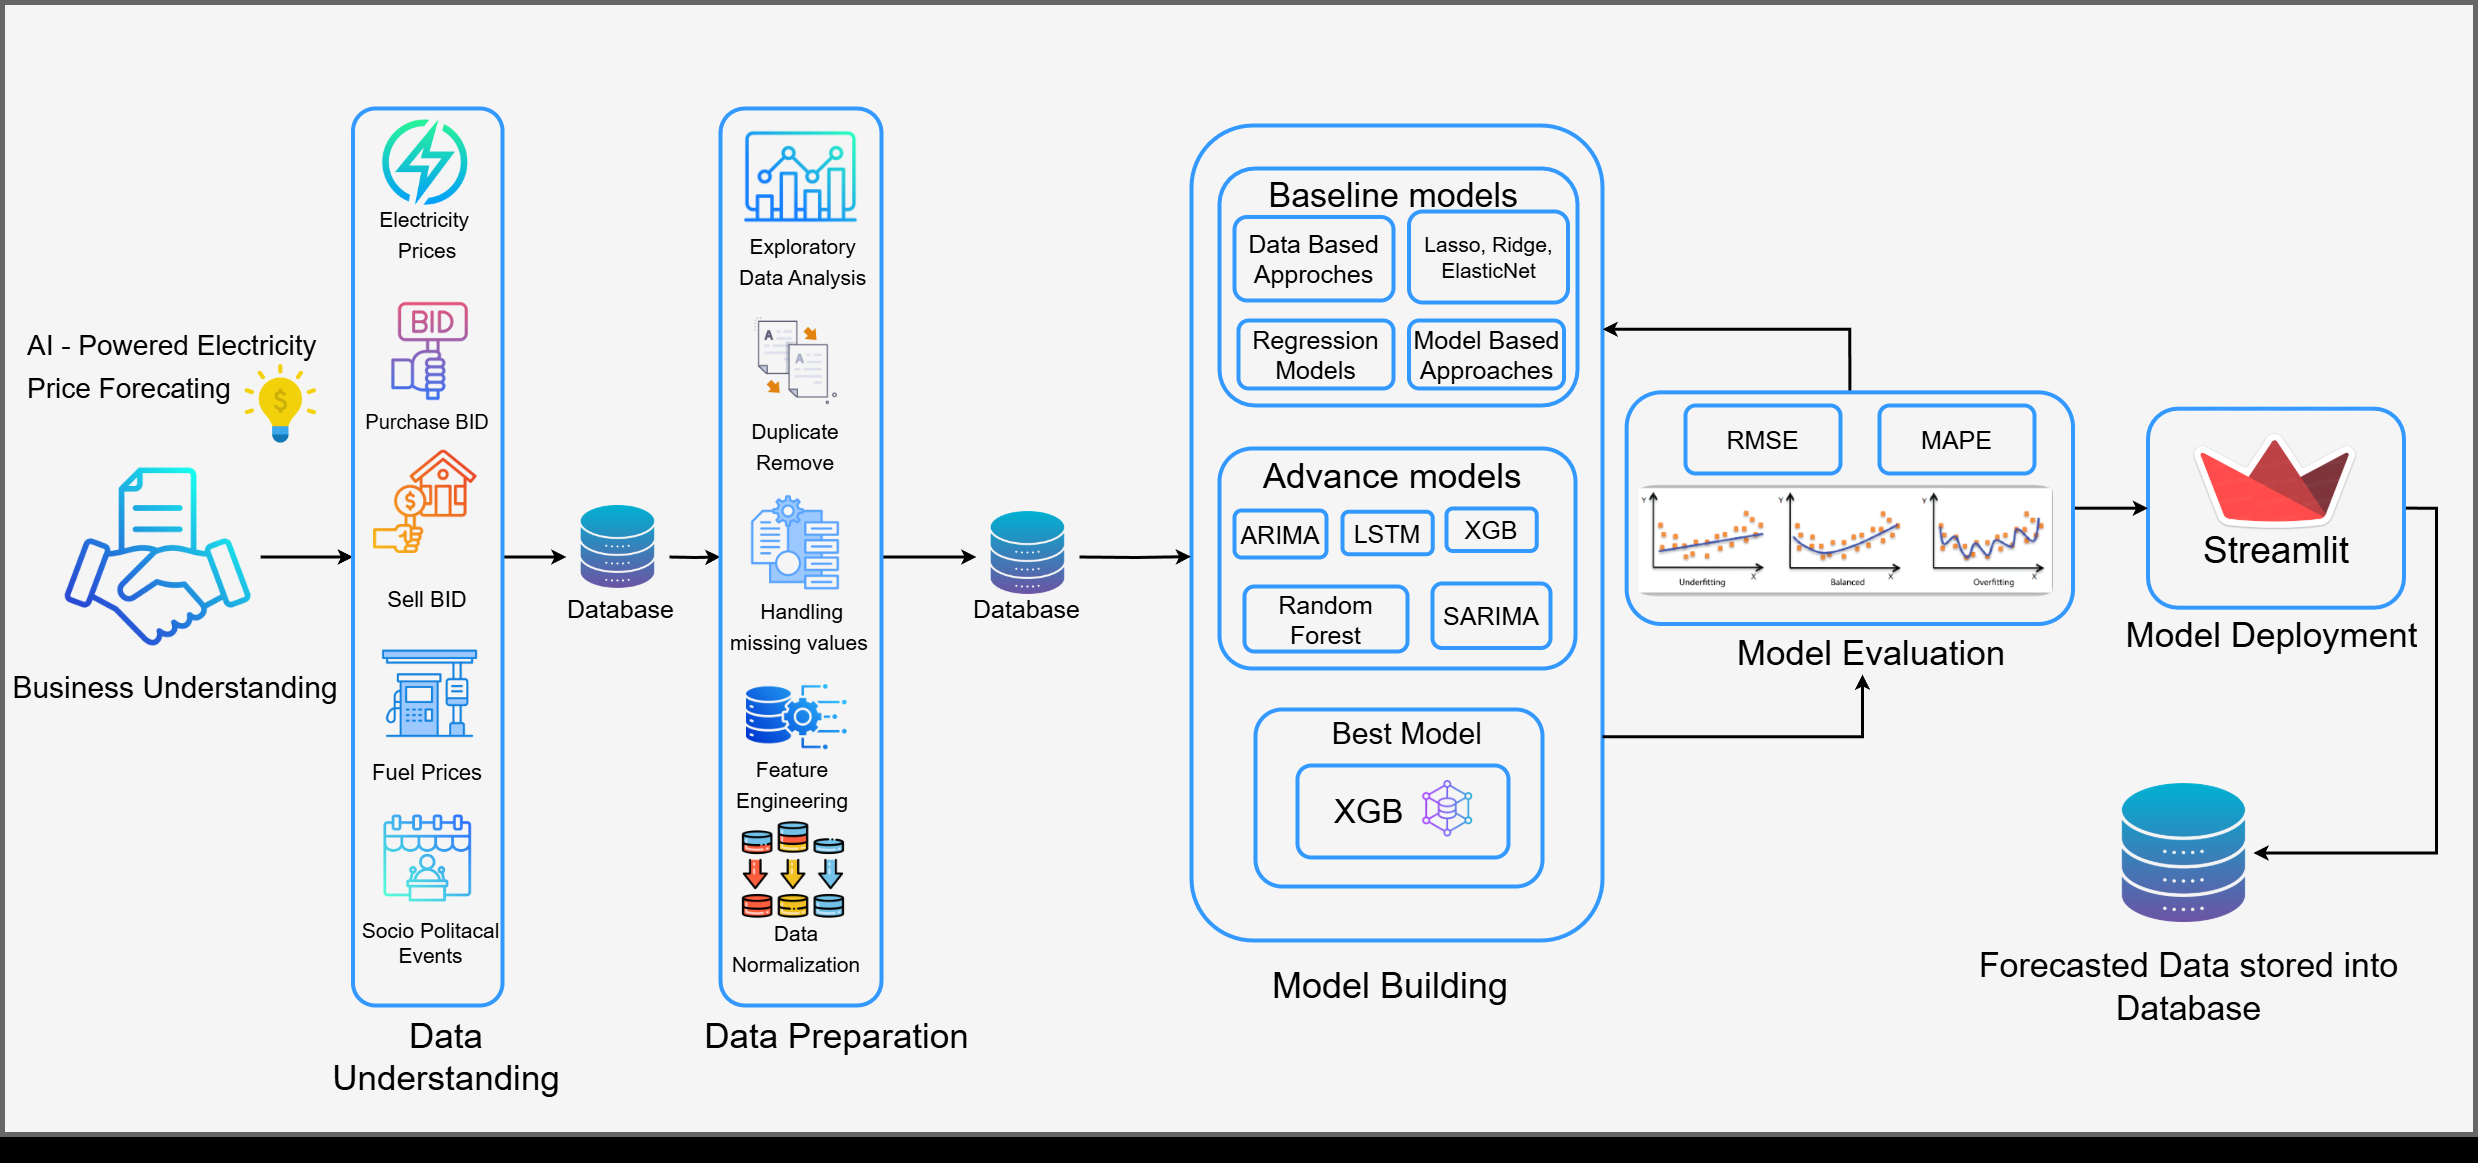 AI - Powered Electricity
Price Forecating
$
Business Understanding
Electricity
Prices
BID
Purchase BID
$
Sell BID
Fuel Prices
Socio Politacal
Events
Data
Understanding
Database
Exploratory
Data Analysis
A
A
Duplicate
Remove
Handling
missing values
Feature
Engineering
Data
Normalization
Data Preparation
Database
Baseline models
Data Based
Approches
Lasso, Ridge,
ElasticNet
Regression
Models
Model Based
Approaches
Advance models
ARIMA
LSTM
XGB
Random
Forest
SARIMA
Best Model
XGB
Model Building
RMSE
MAPE
Y
X
Underfitting
Y
X
Balanced
Y
X
Overfitting
Model Evaluation
Streamlit
Model Deployment
Forecasted Data stored into
Database